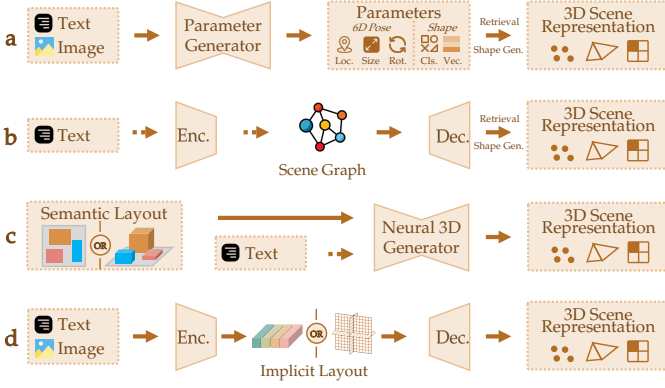 a
Text
Image
Parameter
Generator
Parameters
6D Pose
Shape
Loc. Size Rot. Cls. Vec.
Retrieval
Shape Gen.
3D Scene
Representation
b
Text
Enc.
Scene Graph
Dec.
Retrieval
Shape Gen.
3D Scene
Representation
c
Semantic Layout
OR
Text
Neural 3D
Generator
3D Scene
Representation
d
Text
Image
Enc.
OR
Implicit Layout
Dec.
3D Scene
Representation